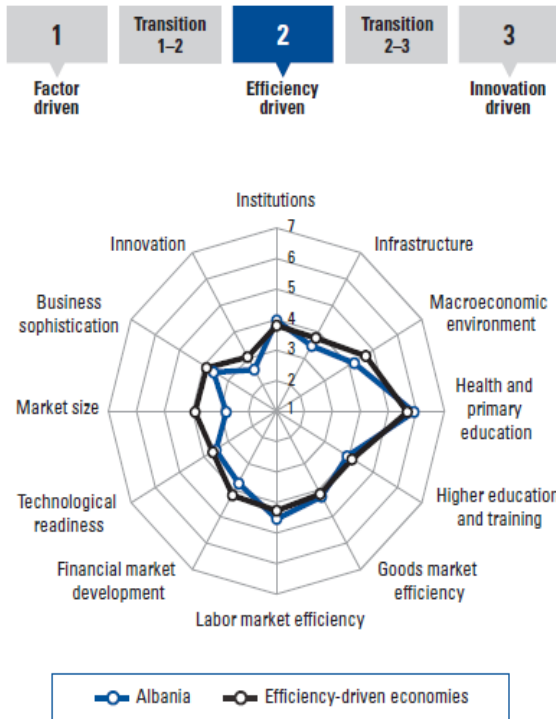 1
Transition
1–2
2
Transition
2–3
3
Factor
driven
Efficiency
driven
Innovation
driven
Institutions
Innovation
Infrastructure
Business
sophistication
Macroeconomic
environment
Market size
Health and
primary
education
Technological
readiness
Higher education
and training
Financial market
development
Goods market
efficiency
Labor market efficiency
7
6
5
4
3
2
1
Albania
Efficiency-driven economies